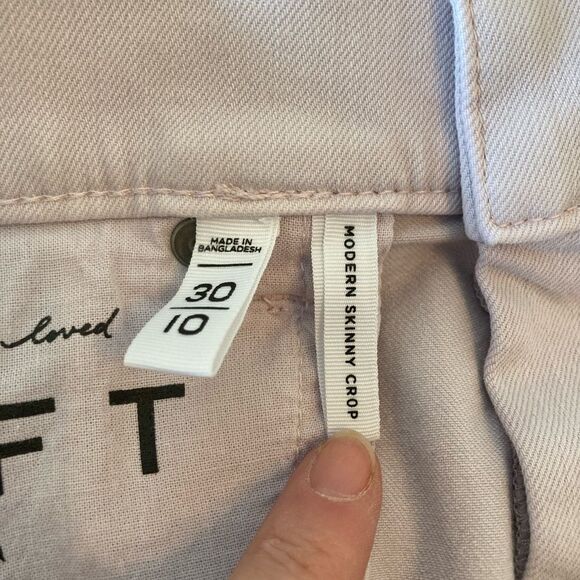 MADE IN
BANGLADESH
30
10
MODERN SKINNY CROP
loved
FT